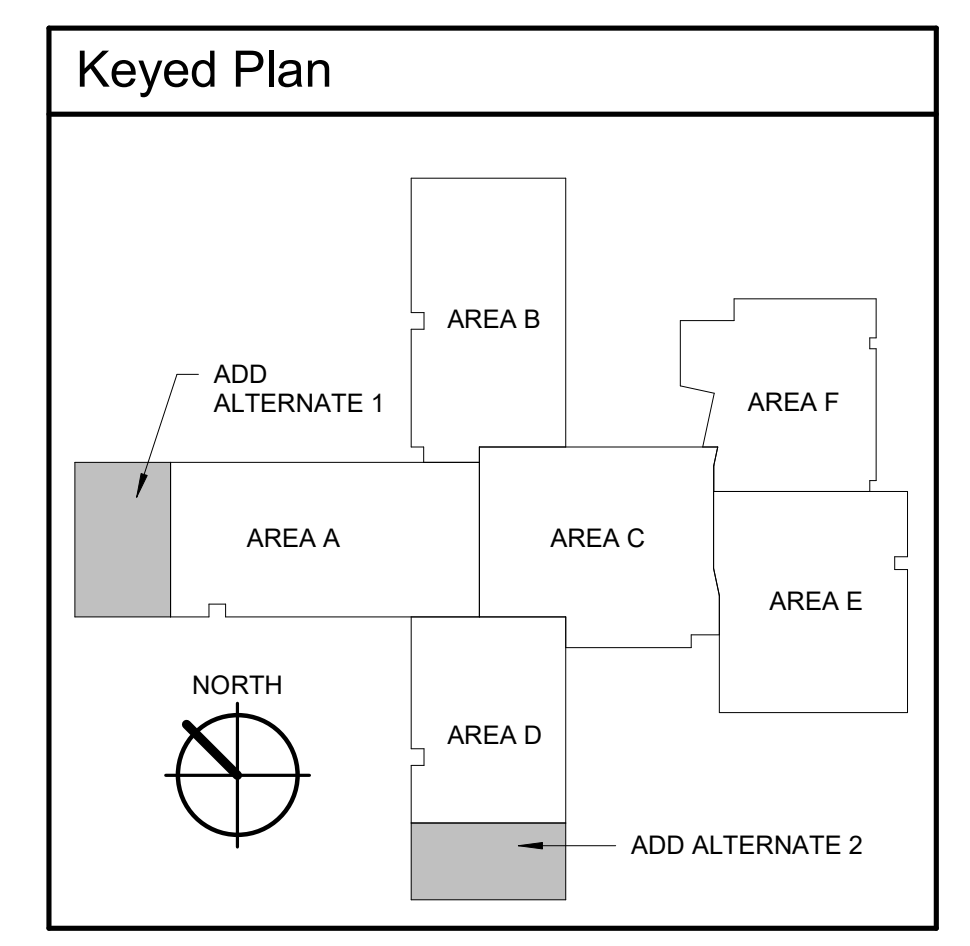 Keyed Plan
AREA B
ADD
ALTERNATE 1
AREA F
AREA A
AREA C
AREA E
NORTH
AREA D
ADD ALTERNATE 2